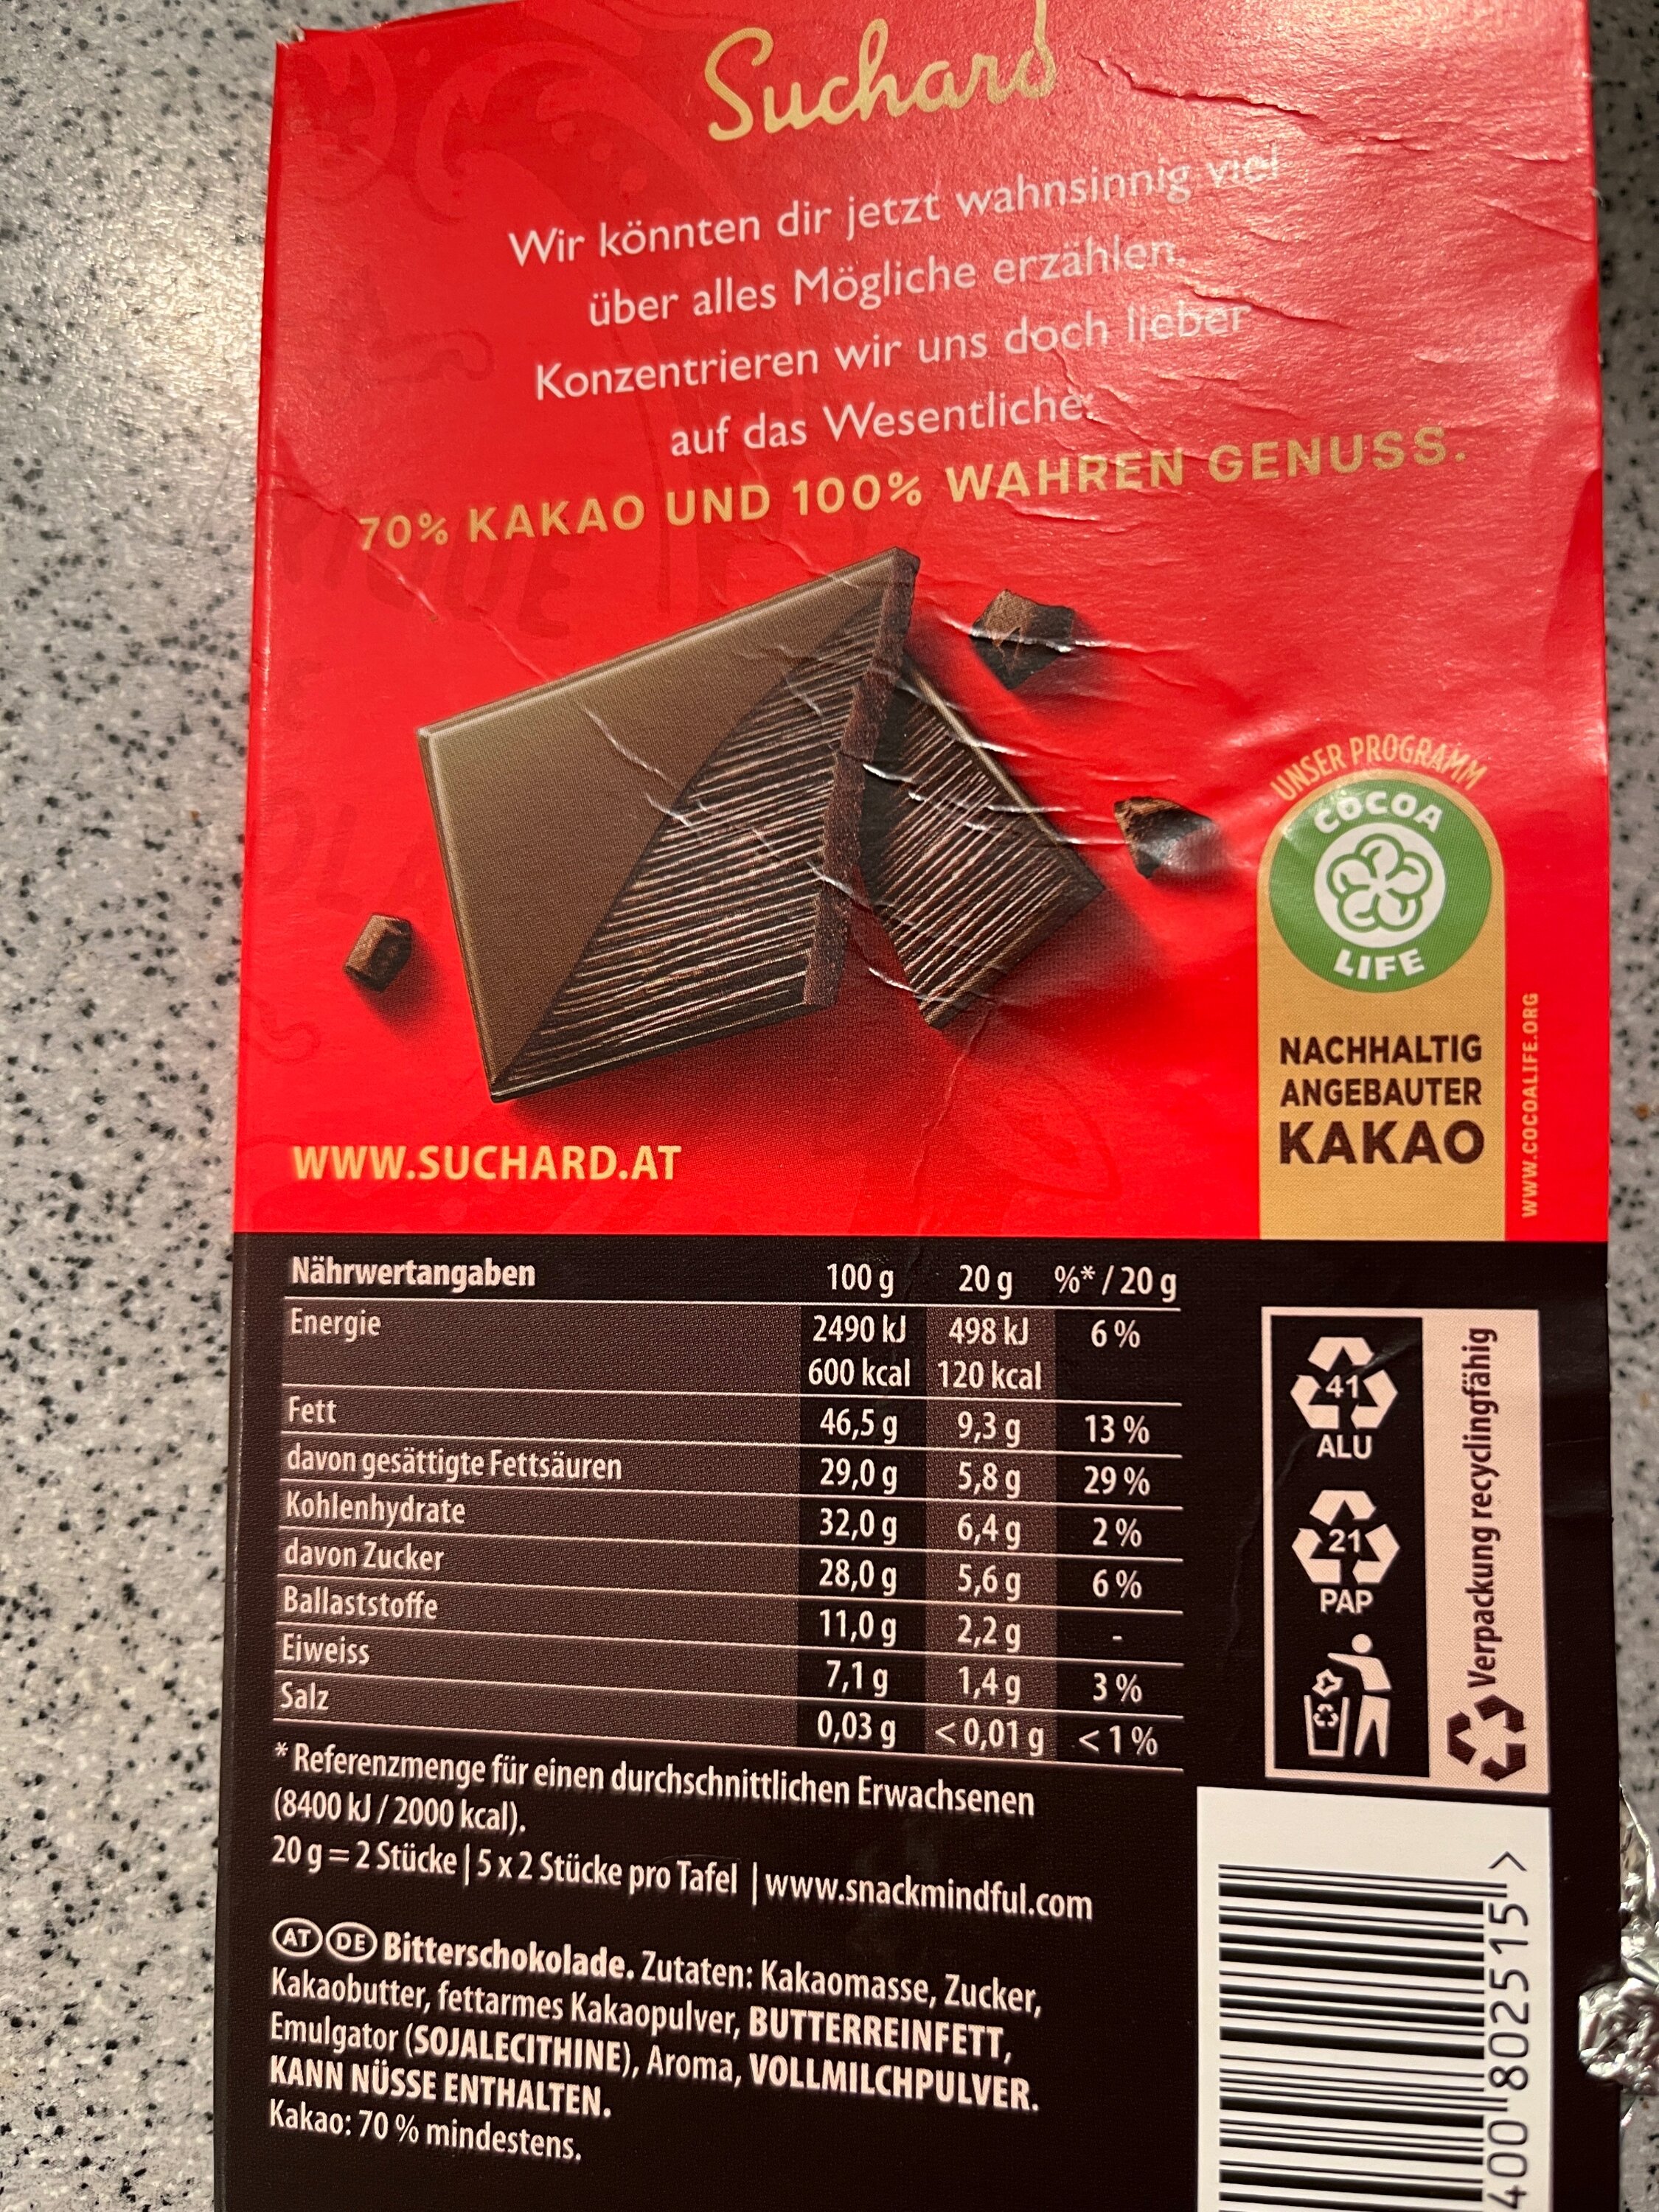 Suchard
Wir könnten dir jetzt wahnsinnig viel
über alles Mögliche erzählen.
Konzentrieren wir uns doch lieber
auf das Wesentliche:
70% KAKAO UND 100% WAHREN GENUSS.
UNSER PROGRAMM
COCOA
LIFE
NACHHALTIG
ANGEBAUTER
KAKAO
WWW.COCOALIFE.ORG
WWW.SUCHARD.AT
Nährwertangaben 100 g 20 g %* / 20 g
Energie 2490 kJ 498 kJ 6 %
600 kcal 120 kcal
Fett 46,5 g 9,3 g 13 %
davon gesättigte Fettsäuren 29,0 g 5,8 g 29 %
Kohlenhydrate 32,0 g 6,4 g 2 %
davon Zucker 28,0 g 5,6 g 6 %
Ballaststoffe 11,0 g 2,2 g -
Eiweiss 7,1 g 1,4 g 3 %
Salz 0,03 g < 0,01 g < 1 %
* Referenzmenge für einen durchschnittlichen Erwachsenen
(8400 kJ / 2000 kcal).
20 g = 2 Stücke | 5 x 2 Stücke pro Tafel | www.snackmindful.com
AT DE Bitterschokolade. Zutaten: Kakaomasse, Zucker,
Kakaobutter, fettarmes Kakaopulver, BUTTERREINFETT,
Emulgator (SOJALECITHINE), Aroma, VOLLMILCHPULVER.
KANN NÜSSE ENTHALTEN.
Kakao: 70 % mindestens.
41
ALU
21
PAP
Verpackung recyclingfähig
400 802515 >